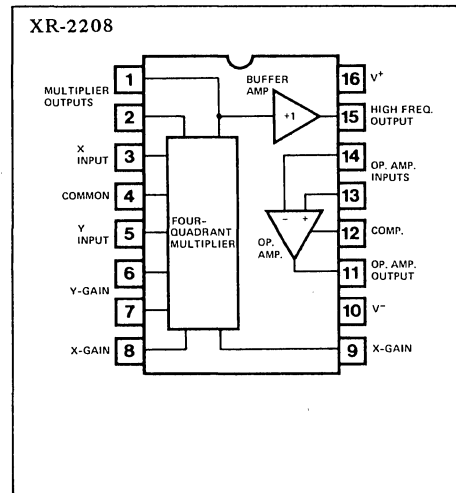 XR-2208
MULTIPLIER
OUTPUTS
1
2
X
INPUT
3
COMMON
4
Y
INPUT
5
6
Y-GAIN
7
X-GAIN
8
FOUR-
QUADRANT
MULTIPLIER
BUFFER
AMP
+1
OP.
AMP.
−
+
16
V+
15
HIGH FREQ.
OUTPUT
14
OP. AMP.
INPUTS
13
12
COMP.
11
OP. AMP.
OUTPUT
10
V−
9
X-GAIN